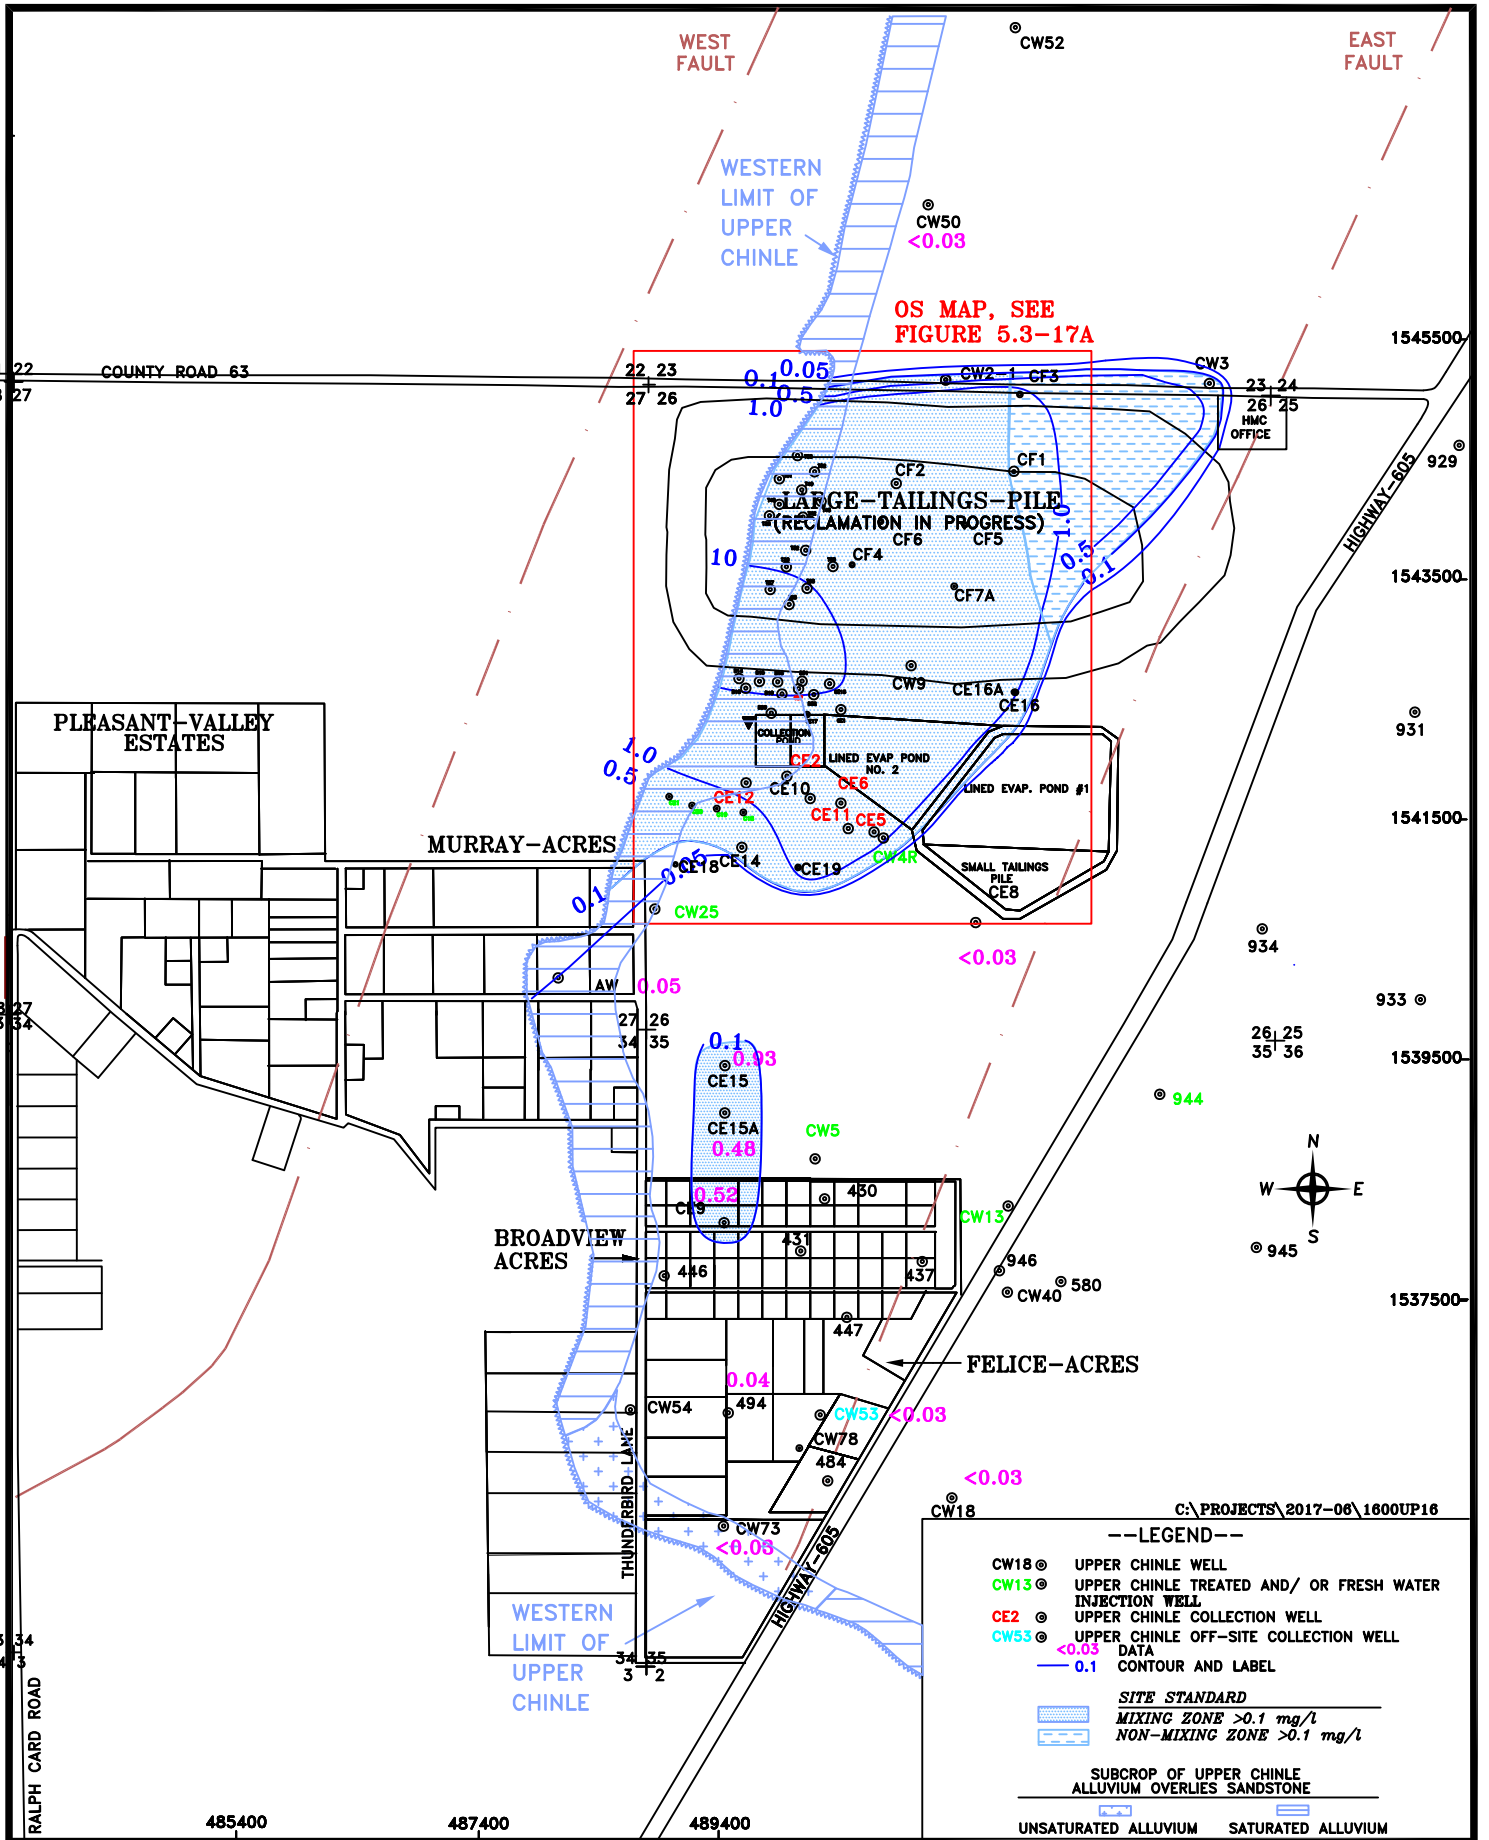 WEST
FAULT
EAST
FAULT
CW52
WESTERN
LIMIT OF
UPPER
CHINLE
CW50
<0.03
OS MAP, SEE
FIGURE 5.3-17A
1545500
22
27
COUNTY ROAD 63
22 23
27 26
0.05
0.1
0.5
1.0
CW2-1
CF3
CW3
23 24
26 25
HMC
OFFICE
929
HIGHWAY-605
CF1
CF2
LARGE-TAILINGS-PILE
(RECLAMATION IN PROGRESS)
1.0
CF6
CF5
CF4
10
0.5
0.1
CF7A
1543500
CW9
CE16A
CE16
931
PLEASANT-VALLEY
ESTATES
1.0
0.5
COLLECTION
POND
CE2
LINED EVAP POND
NO. 2
CE10
CE6
CE12
CE11
CE5
LINED EVAP. POND #1
1541500
MURRAY-ACRES
CW4R
CE14
CE18
0.05
CE19
SMALL TAILINGS
PILE
CE8
0.1
CW25
934
<0.03
AW
0.05
933
27 26
34 35
26 25
35 36
27
34
0.1
0.93
CE15
1539500
944
CE15A
CW5
0.48
0.52
CE9
430
CW13
N
W
E
S
BROADVIEW
ACRES
431
446
437
946
945
580
CW40
1537500
447
FELICE-ACRES
0.04
494
CW54
CW53
<0.03
CW78
484
<0.03
CW18
THUNDERBIRD LANE
CW73
<0.03
HIGHWAY-605
WESTERN
LIMIT OF
UPPER
CHINLE
34
3
34 35
3 2
RALPH CARD ROAD
485400
487400
489400
C:\PROJECTS\2017-06\1600UP16
--LEGEND--
CW18 UPPER CHINLE WELL
CW13 UPPER CHINLE TREATED AND/ OR FRESH WATER
INJECTION WELL
CE2 UPPER CHINLE COLLECTION WELL
CW53 UPPER CHINLE OFF-SITE COLLECTION WELL
<0.03 DATA
0.1 CONTOUR AND LABEL
SITE STANDARD
MIXING ZONE >0.1 mg/l
NON-MIXING ZONE >0.1 mg/l
SUBCROP OF UPPER CHINLE
ALLUVIUM OVERLIES SANDSTONE
UNSATURATED ALLUVIUM
SATURATED ALLUVIUM